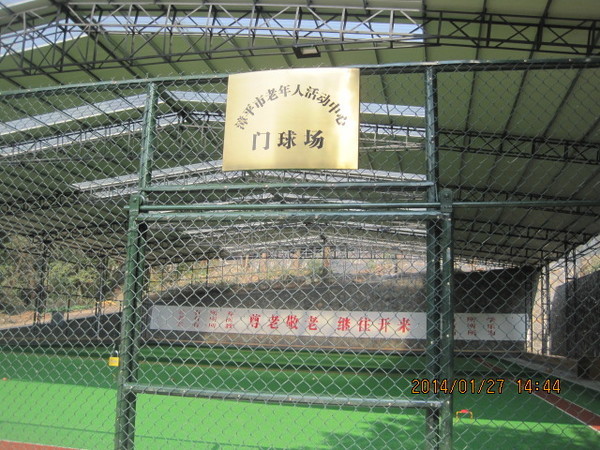 漳平市老年人活动中心
门球场
尊老敬老 继往开来
2014/01/27 14:44